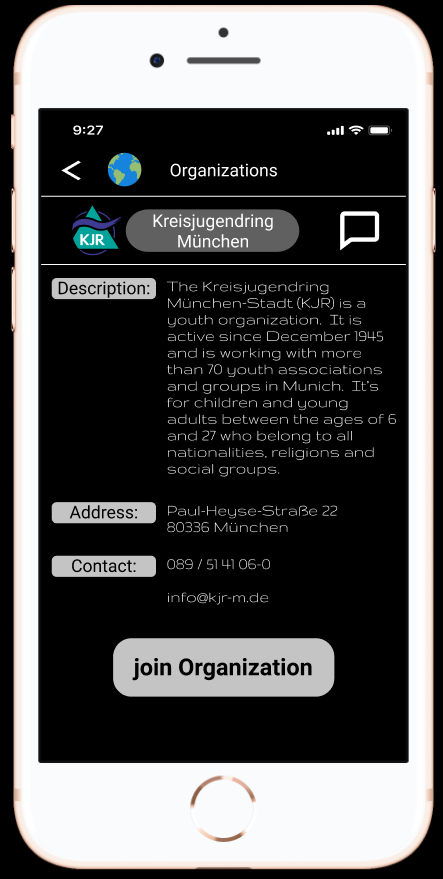 9:27
Organizations
KJR
Kreisjugendring
München
Description:
The Kreisjugendring
München-Stadt (KJR) is a
youth organization. It is
active since December 1945
and is working with more
than 70 youth associations
and groups in Munich. It's
for children and young
adults between the ages of 6
and 27 who belong to all
nationalities, religions and
social groups.
Address:
Paul-Heyse-Straße 22
80336 München
Contact:
089 / 51 41 06-0
info@kjr-m.de
join Organization